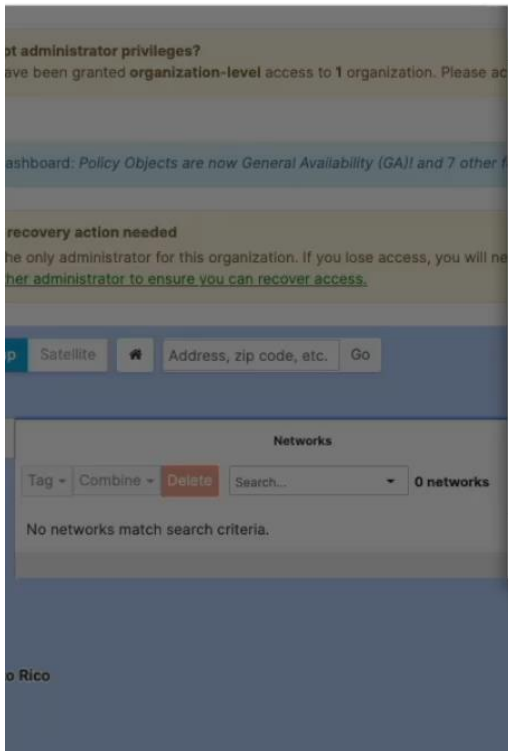 ot administrator privileges?
ave been granted organization-level access to 1 organization. Please ac
ashboard: Policy Objects are now General Availability (GA)! and 7 other f
recovery action needed
he only administrator for this organization. If you lose access, you will ne
her administrator to ensure you can recover access.
p Satellite Address, zip code, etc. Go
Networks
Tag Combine Delete Search... 0 networks
No networks match search criteria.
o Rico